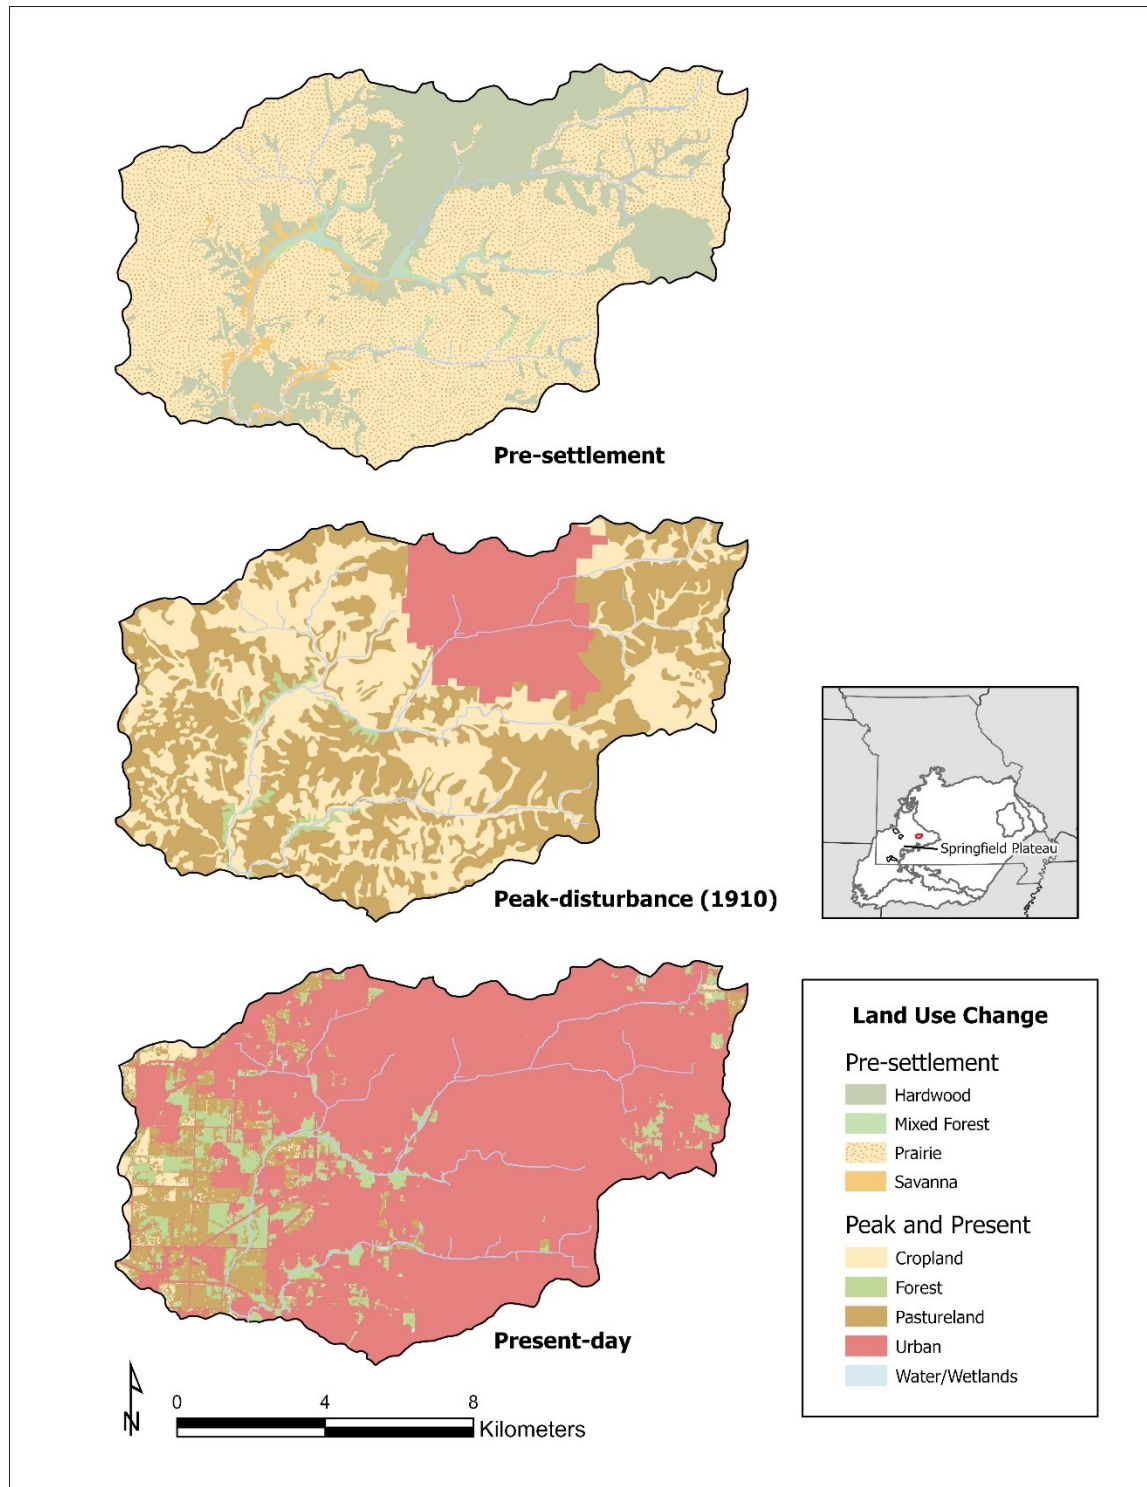 Pre-settlement
Peak-disturbance (1910)
Springfield Plateau
Present-day
Land Use Change
Pre-settlement
Hardwood
Mixed Forest
Prairie
Savanna
Peak and Present
Cropland
Forest
Pastureland
Urban
Water/Wetlands
N
0 4 8
Kilometers